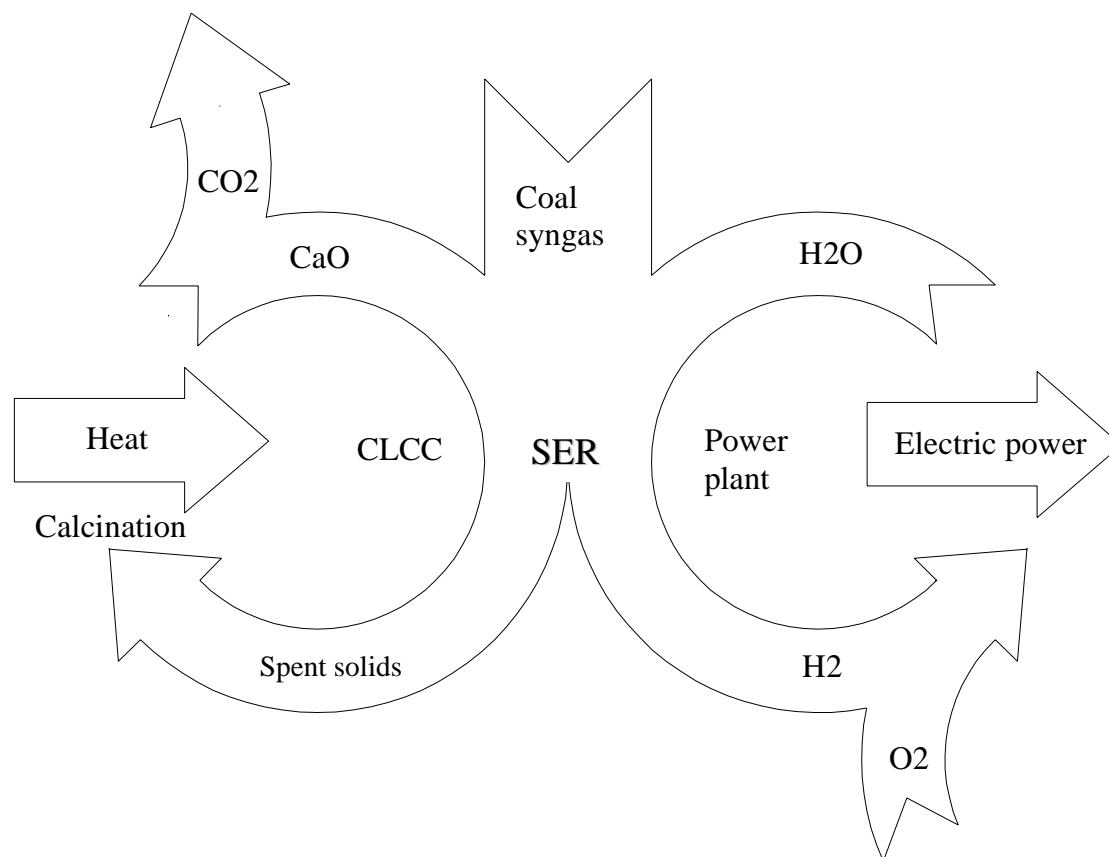 CO2
Coal
syngas
CaO
H2O
Heat
CLCC
SER
Power
plant
Electric power
Calcination
Spent solids
H2
O2